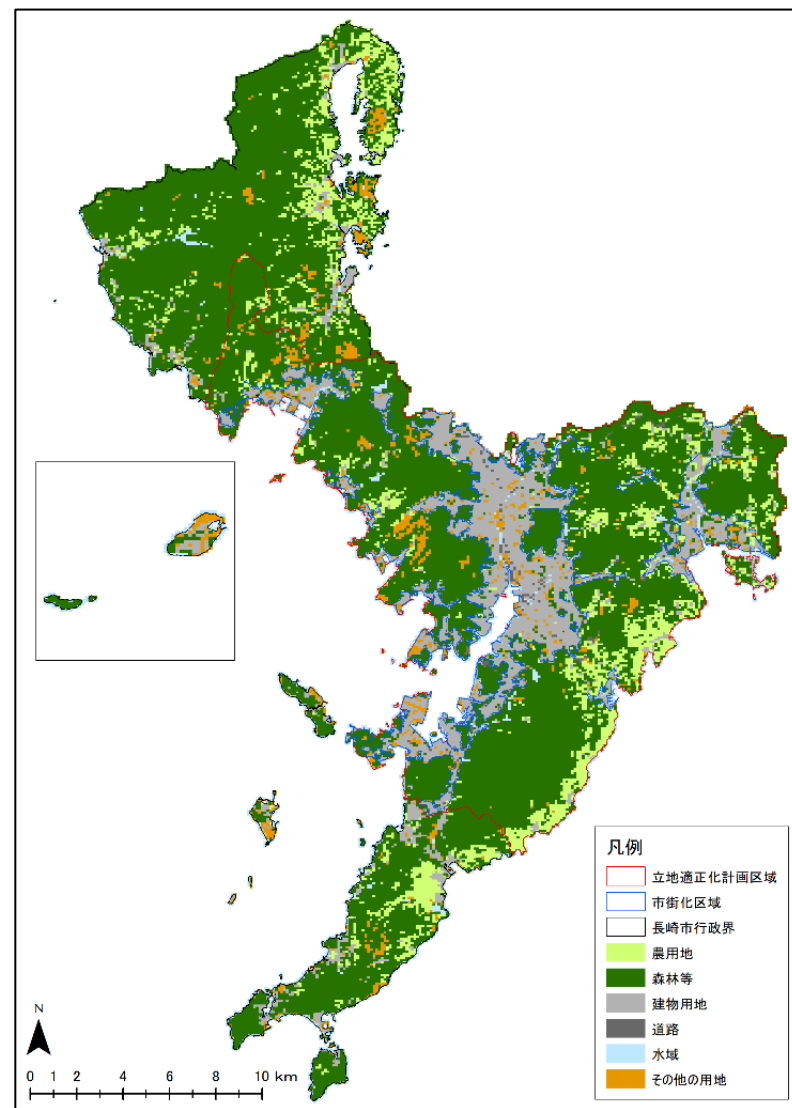 凡例
立地適正化計画区域
市街化区域
長崎市行政界
農用地
森林等
建物用地
道路
水域
その他の用地
N
0 1 2 4 6 8 10 km